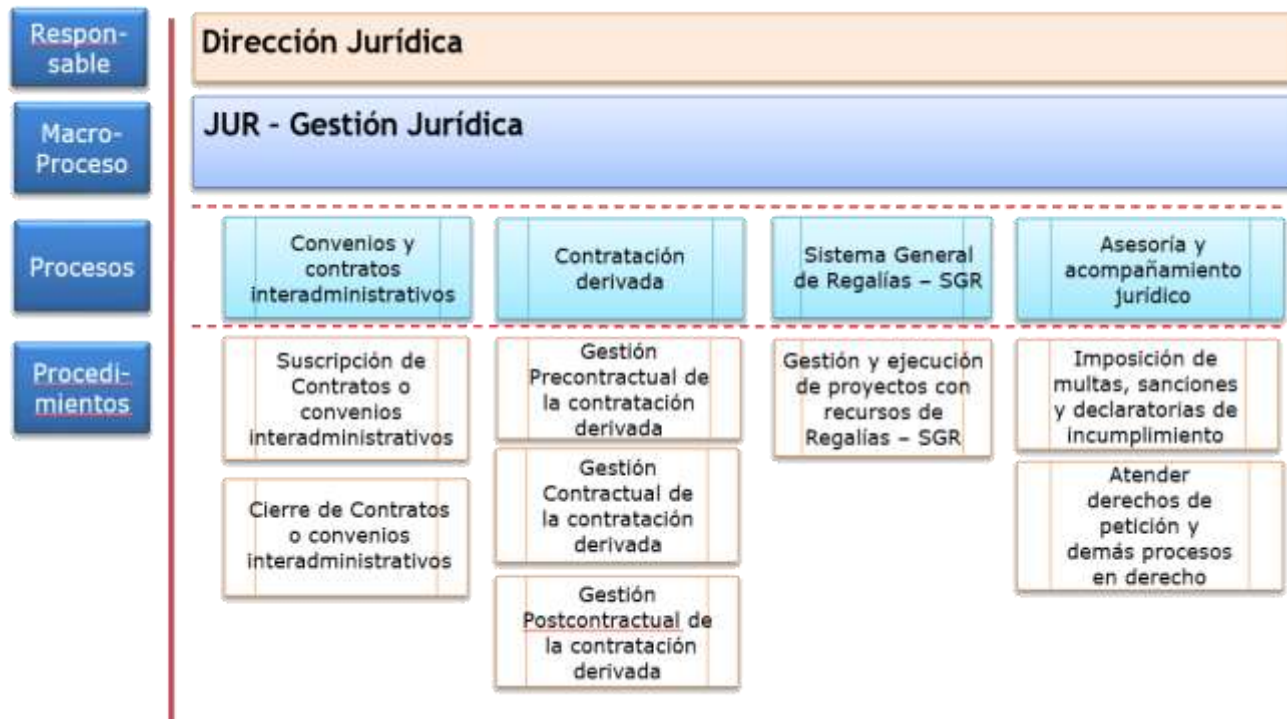 Respon-
sable
Dirección Jurídica
Macro-
Proceso
JUR - Gestión Jurídica
Procesos
Convenios y
contratos
interadministrativos
Contratación
derivada
Sistema General
de Regalías – SGR
Asesoría y
acompañamiento
jurídico
Procedi-
mientos
Suscripción de
Contratos o
convenios
interadministrativos
Cierre de Contratos
o convenios
interadministrativos
Gestión
Precontractual de
la contratación
derivada
Gestión
Contractual de
la contratación
derivada
Gestión
Postcontractual de
la contratación
derivada
Gestión y ejecución
de proyectos con
recursos de
Regalías – SGR
Imposición de
multas, sanciones
y declaratorias de
incumplimiento
Atender
derechos de
petición y
demás procesos
en derecho